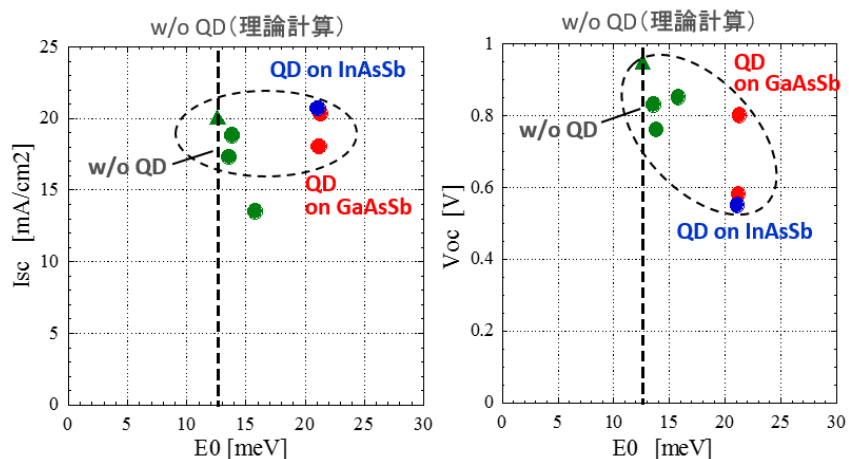 w/o QD(理論計算)
25
20
15
10
5
0
Isc [mA/cm2]
QD on InAsSb
w/o QD
QD
on GaAsSb
0 5 10 15 20 25 30
E0 [meV]
w/o QD(理論計算)
1
0.8
0.6
0.4
0.2
0
Voc [V]
QD
on GaAsSb
w/o QD
QD on InAsSb
0 5 10 15 20 25 30
E0 [meV]